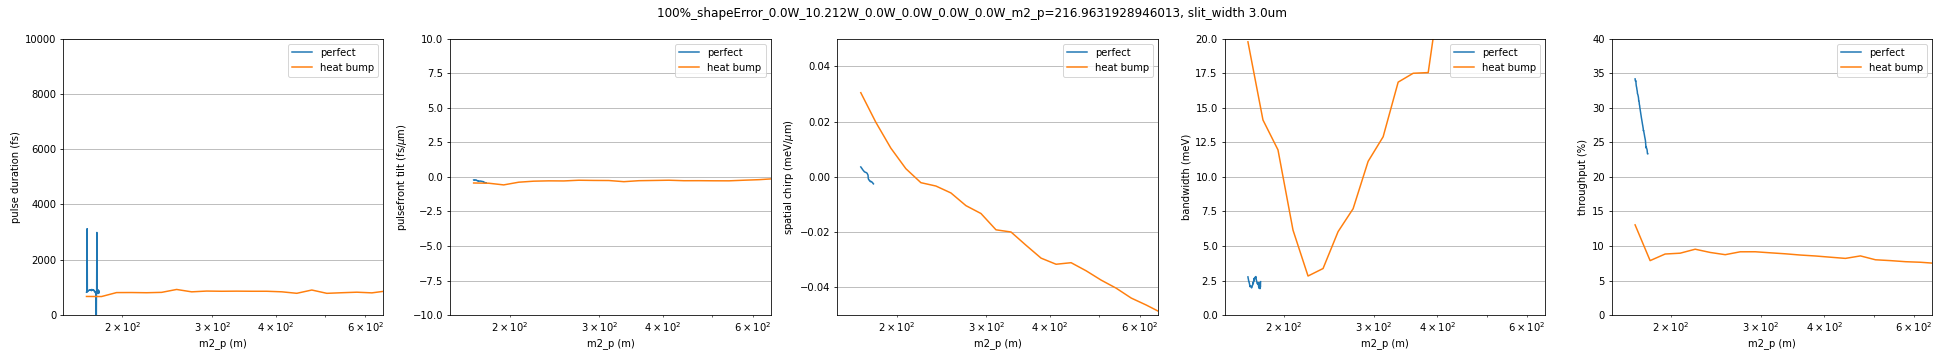 100%_shapeError_0.0W_10.212W_0.0W_0.0W_0.0W_0.0W_m2_p=216.9631928946013, slit_width 3.0um
pulse duration (fs)
10000
8000
6000
4000
2000
0
2 × 10²
3 × 10²
4 × 10²
6 × 10²
m2_p (m)
perfect
heat bump
pulsefront tilt (fs/μm)
10.0
7.5
5.0
2.5
0.0
−2.5
−5.0
−7.5
−10.0
2 × 10²
3 × 10²
4 × 10²
6 × 10²
m2_p (m)
perfect
heat bump
spatial chirp (meV/μm)
0.04
0.02
0.00
−0.02
−0.04
2 × 10²
3 × 10²
4 × 10²
6 × 10²
m2_p (m)
perfect
heat bump
bandwidth (meV)
20.0
17.5
15.0
12.5
10.0
7.5
5.0
2.5
0.0
2 × 10²
3 × 10²
4 × 10²
6 × 10²
m2_p (m)
perfect
heat bump
throughput (%)
40
35
30
25
20
15
10
5
0
2 × 10²
3 × 10²
4 × 10²
6 × 10²
m2_p (m)
perfect
heat bump